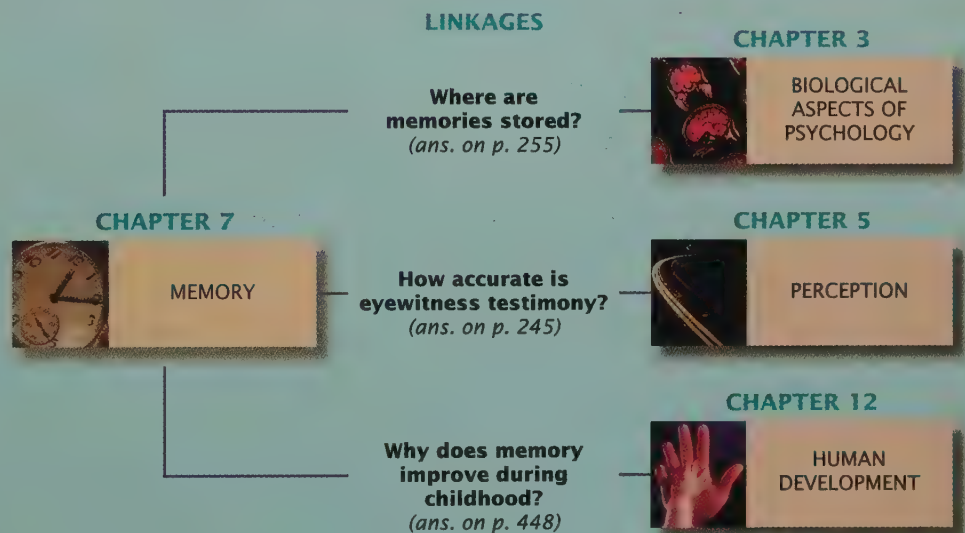 LINKAGES
CHAPTER 3
Where are
memories stored?
(ans. on p. 255)
BIOLOGICAL
ASPECTS OF
PSYCHOLOGY
CHAPTER 7
MEMORY
CHAPTER 5
How accurate is
eyewitness testimony?
(ans. on p. 245)
PERCEPTION
CHAPTER 12
Why does memory
improve during
childhood?
(ans. on p. 448)
HUMAN
DEVELOPMENT